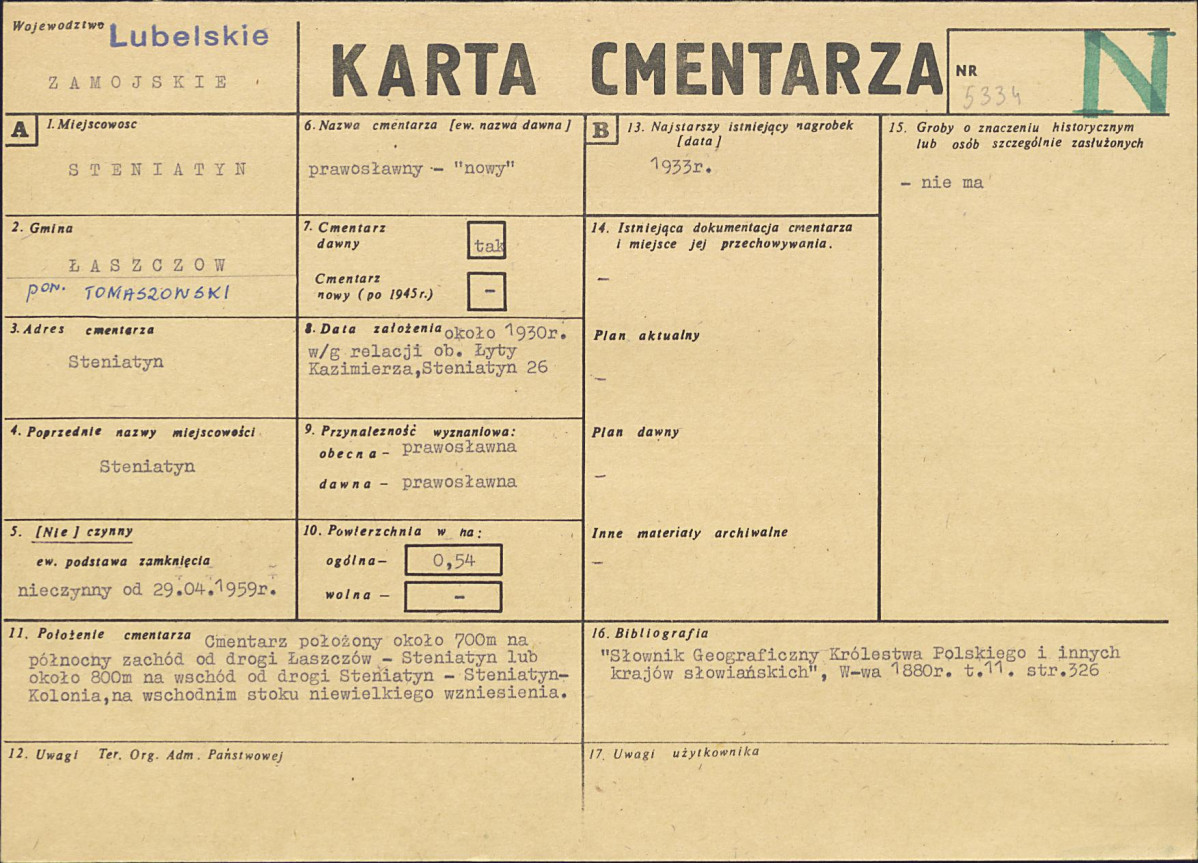 Wojewodztwo Lubelskie
ZAMOJSKIE
KARTA CMENTARZA
NR
5334
N
A 1. Miejscowosc
STENIATYN
2. Gmina
ŁASZCZOW
pow. TOMASZOWSKI
3. Adres cmentarza
Steniatyn
4. Poprzednie nazwy miejscowości
Steniatyn
5. [Nie] czynny
ew. podstawa zamknięcia
nieczynny od 29.04.1959r.
6. Nazwa cmentarza [ew. nazwa dawna]
prawosławny - "nowy"
7. Cmentarz
dawny tak
Cmentarz
nowy (po 1945r.) -
8. Data założenia około 1930r.
w/g relacji ob. Łyty
Kazimierza,Steniatyn 26
9. Przynależność wyznaniowa:
obecna - prawosławna
dawna - prawosławna
10. Powierzchnia w ha:
ogólna - 0,54
wolna - -
B 13. Najstarszy istniejący nagrobek
[data]
1933r.
14. Istniejąca dokumentacja cmentarza
i miejsce jej przechowywania.
-
Plan aktualny
-
Plan dawny
-
Inne materiały archiwalne
-
15. Groby o znaczeniu historycznym
lub osób szczególnie zasłużonych
- nie ma
11. Położenie cmentarza Cmentarz położony około 700m na
północny zachód od drogi Łaszczów - Steniatyn lub
około 800m na wschód od drogi Steniatyn - Steniatyn-
Kolonia,na wschodnim stoku niewielkiego wzniesienia.
16. Bibliografia
"Słownik Geograficzny Królestwa Polskiego i innych
krajów słowiańskich", W-wa 1880r. t.11. str.326
12. Uwagi Ter. Org. Adm. Państwowej
17. Uwagi użytkownika